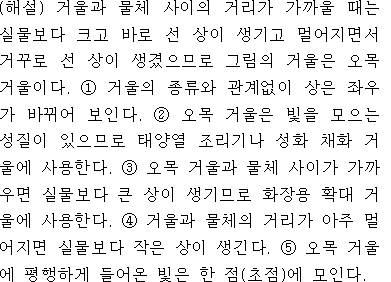 (해설) 거울과 물체 사이의 거리가 가까울 때는
실물보다 크고 바로 선 상이 생기고 멀어지면서
거꾸로 선 상이 생겼으므로 그림의 거울은 오목
거울이다. ① 거울의 종류와 관계없이 상은 좌우
가 바뀌어 보인다. ② 오목 거울은 빛을 모으는
성질이 있으므로 태양열 조리기나 성화 채화 거
울에 사용한다. ③ 오목 거울과 물체 사이가 가까
우면 실물보다 큰 상이 생기므로 화장용 확대 거
울에 사용한다. ④ 거울과 물체의 거리가 아주 멀
어지면 실물보다 작은 상이 생긴다. ⑤ 오목 거울
에 평행하게 들어온 빛은 한 점(초점)에 모인다.